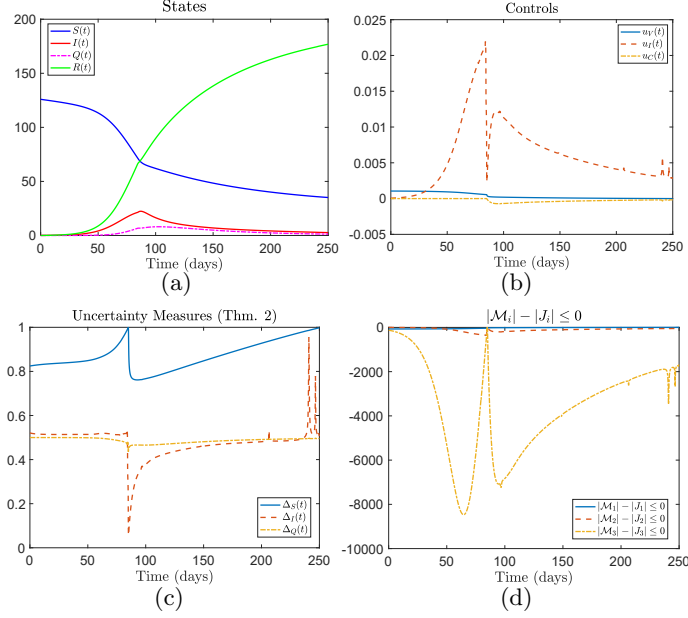 States
200
150
100
50
0
S(t)
I(t)
Q(t)
R(t)
0 50 100 150 200 250
Time (days)
(a)
Controls
0.025
0.02
0.015
0.01
0.005
0
-0.005
u_V(t)
u_I(t)
u_C(t)
0 50 100 150 200 250
Time (days)
(b)
Uncertainty Measures (Thm. 2)
1
0.8
0.6
0.4
0.2
0
Δ_S(t)
Δ_I(t)
Δ_Q(t)
0 50 100 150 200 250
Time (days)
(c)
|ℳ_i| − |J_i| ≤ 0
0
-2000
-4000
-6000
-8000
-10000
|ℳ_1| − |J_1| ≤ 0
|ℳ_2| − |J_2| ≤ 0
|ℳ_3| − |J_3| ≤ 0
0 50 100 150 200 250
Time (days)
(d)